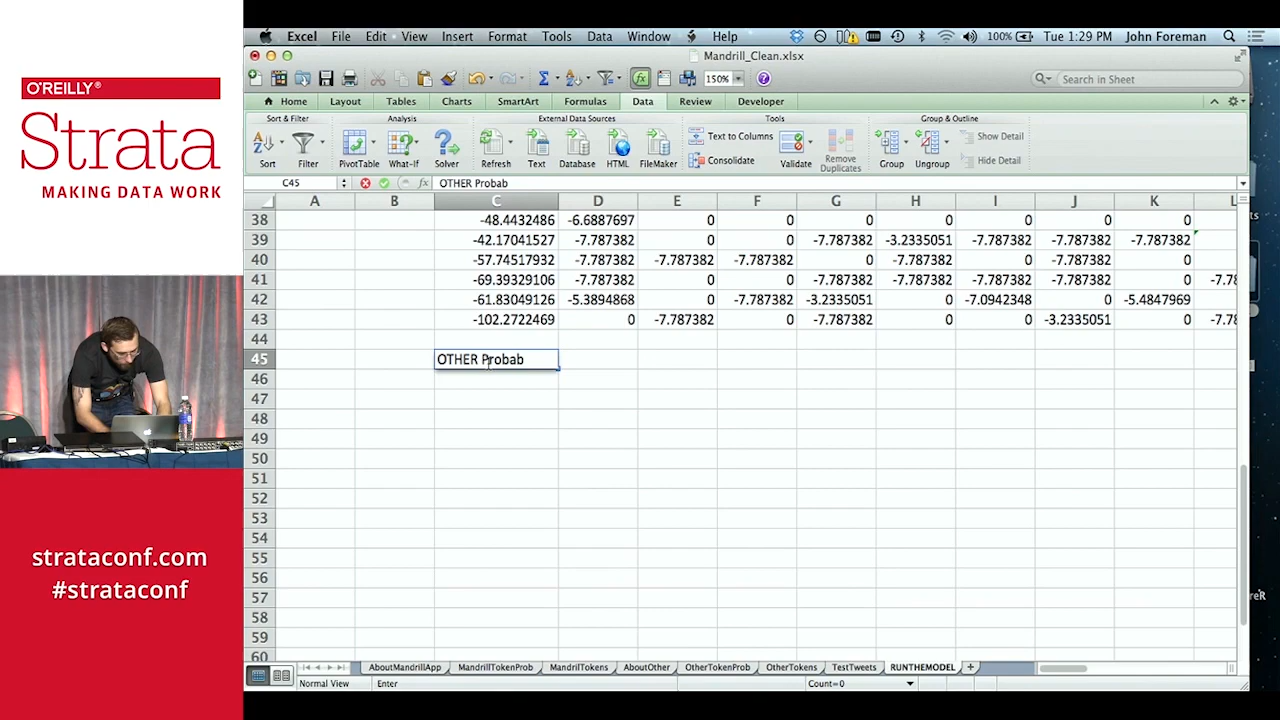 O'REILLY®
Strata
MAKING DATA WORK
strataconf.com
#strataconf
Excel File Edit View Insert Format Tools Data Window Help 100% Tue 1:29 PM John Foreman
Mandrill_Clean.xlsx
150% Search in Sheet
Home Layout Tables Charts SmartArt Formulas Data Review Developer
Sort & Filter Analysis External Data Sources Tools Group & Outline
Text to Columns Show Detail
Consolidate Hide Detail
Sort Filter PivotTable What-If Solver Refresh Text Database HTML FileMaker Validate Remove Duplicates Group Ungroup
C45 fx OTHER Probab
A B C D E F G H I J K L
38 -48.4432486 -6.6887697 0 0 0 0 0 0 0
39 -42.17041527 -7.787382 0 0 -7.787382 -3.2335051 -7.787382 -7.787382 -7.787382
40 -57.74517932 -7.787382 -7.787382 -7.787382 0 -7.787382 0 -7.787382 0
41 -69.39329106 -7.787382 0 0 -7.787382 -7.787382 -7.787382 -7.787382 0 -7.78
42 -61.83049126 -5.3894868 0 -7.787382 -3.2335051 0 -7.0942348 0 -5.4847969
43 -102.2722469 0 -7.787382 0 -7.787382 0 0 -3.2335051 0 -7.78
44
45 OTHER Probab
46
47
48
49
50
51
52
53
54
55
56
57
58
59
60
AboutMandrillApp MandrillTokenProb MandrillTokens AboutOther OtherTokenProb OtherTokens TestTweets RUNTHEMODEL +
Normal View Enter Count=0